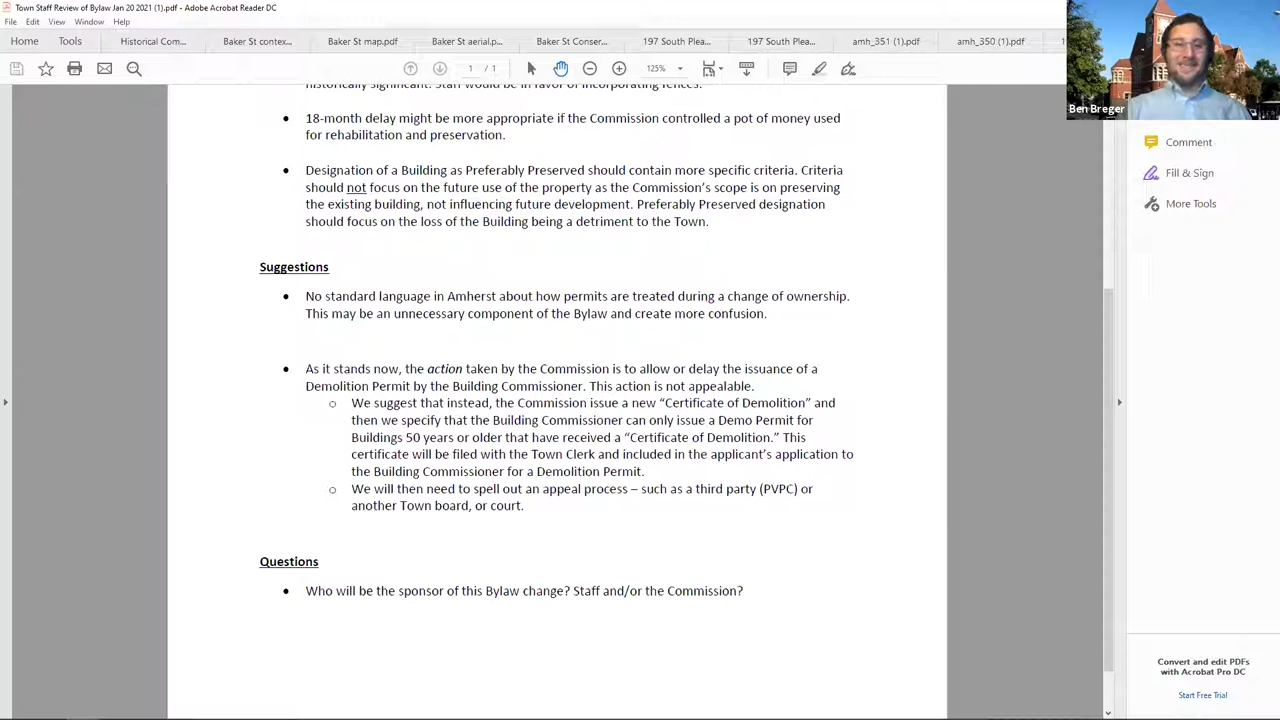 Town Staff Review of Bylaw Jan 20 2021 (1).pdf - Adobe Acrobat Reader DC
File Edit View Window Help
Home Tools Historical Com... Baker St contex... Baker St map.pdf Baker St aerial.p... Baker St Conser... 197 South Plea... 197 South Plea... amh_351 (1).pdf amh_350 (1).pdf
/ 1 125%
Ben Breger
historically significant. Staff would be in favor of incorporating fences.
• 18-month delay might be more appropriate if the Commission controlled a pot of money used
for rehabilitation and preservation.
• Designation of a Building as Preferably Preserved should contain more specific criteria. Criteria
should not focus on the future use of the property as the Commission's scope is on preserving
the existing building, not influencing future development. Preferably Preserved designation
should focus on the loss of the Building being a detriment to the Town.
Suggestions
• No standard language in Amherst about how permits are treated during a change of ownership.
This may be an unnecessary component of the Bylaw and create more confusion.
• As it stands now, the action taken by the Commission is to allow or delay the issuance of a
Demolition Permit by the Building Commissioner. This action is not appealable.
o We suggest that instead, the Commission issue a new “Certificate of Demolition” and
then we specify that the Building Commissioner can only issue a Demo Permit for
Buildings 50 years or older that have received a “Certificate of Demolition.” This
certificate will be filed with the Town Clerk and included in the applicant's application to
the Building Commissioner for a Demolition Permit.
o We will then need to spell out an appeal process – such as a third party (PVPC) or
another Town board, or court.
Questions
• Who will be the sponsor of this Bylaw change? Staff and/or the Commission?
Comment
Fill & Sign
More Tools
Convert and edit PDFs
with Acrobat Pro DC
Start Free Trial